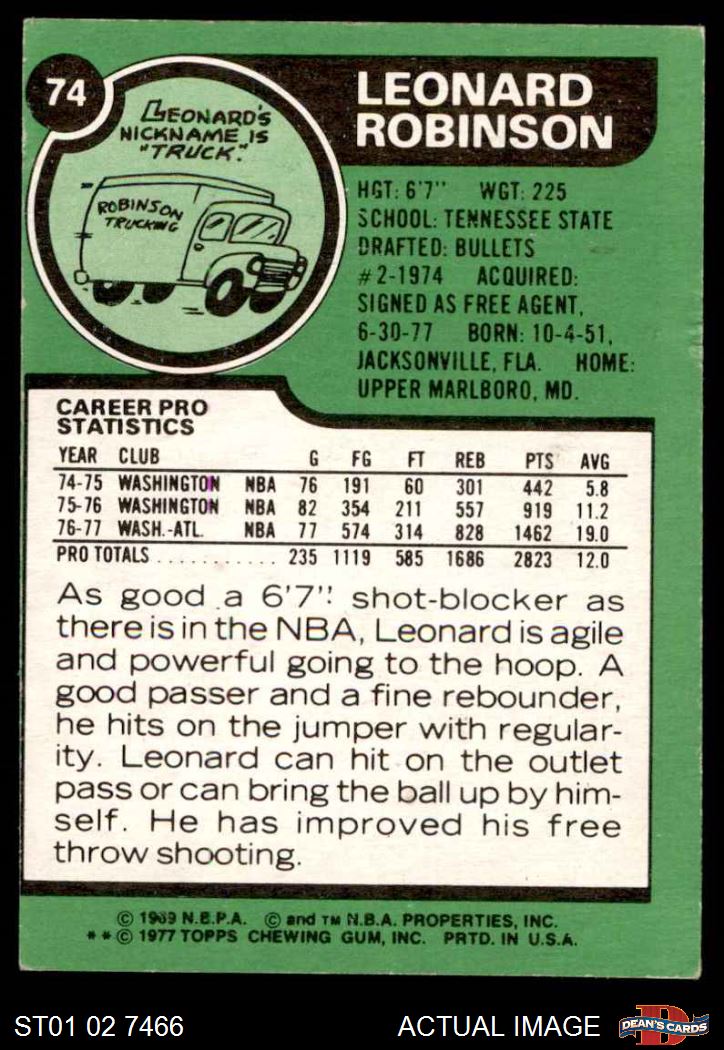 74
LEONARD'S
NICKNAME IS
"TRUCK."
ROBINSON
TRUCKING
LEONARD
ROBINSON
HGT: 6'7" WGT: 225
SCHOOL: TENNESSEE STATE
DRAFTED: BULLETS
#2-1974 ACQUIRED:
SIGNED AS FREE AGENT,
6-30-77 BORN: 10-4-51,
JACKSONVILLE, FLA. HOME:
UPPER MARLBORO, MD.
CAREER PRO
STATISTICS
YEAR CLUB G FG FT REB PTS AVG
74-75 WASHINGTON NBA 76 191 60 301 442 5.8
75-76 WASHINGTON NBA 82 354 211 557 919 11.2
76-77 WASH.-ATL. NBA 77 574 314 828 1462 19.0
PRO TOTALS . . . . . . . . . . . 235 1119 585 1686 2823 12.0
As good a 6'7" shot-blocker as
there is in the NBA, Leonard is agile
and powerful going to the hoop. A
good passer and a fine rebounder,
he hits on the jumper with regular-
ity. Leonard can hit on the outlet
pass or can bring the ball up by him-
self. He has improved his free
throw shooting.
© 1969 N.B.P.A. © and TM N.B.A. PROPERTIES, INC.
**© 1977 TOPPS CHEWING GUM, INC. PRTD. IN U.S.A.
ST01 02 7466 ACTUAL IMAGE
D
DEAN'S CARDS